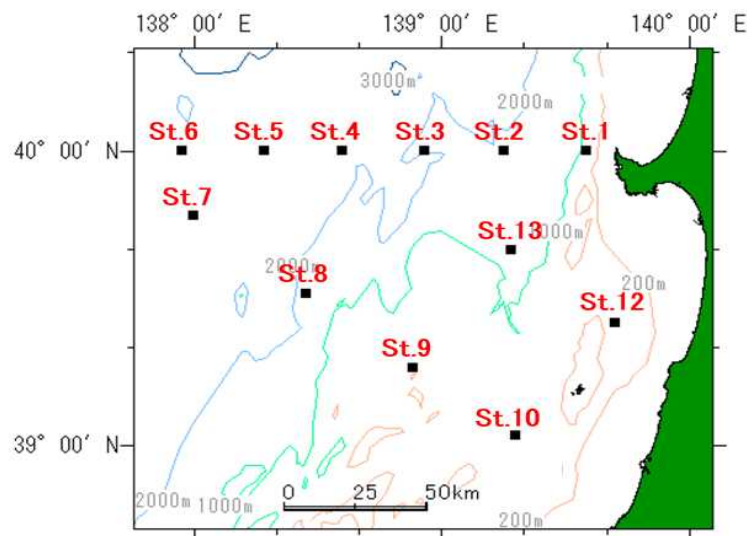 138° 00′ E 139° 00′ E 140° 00′ E
3000m
2000m
St.6 St.5 St.4 St.3 St.2 St.1
40° 00′ N
St.7
St.13
2000m
200m
St.8
St.12
St.9
St.10
39° 00′ N
0 25 50km
2000m 1000m
200m